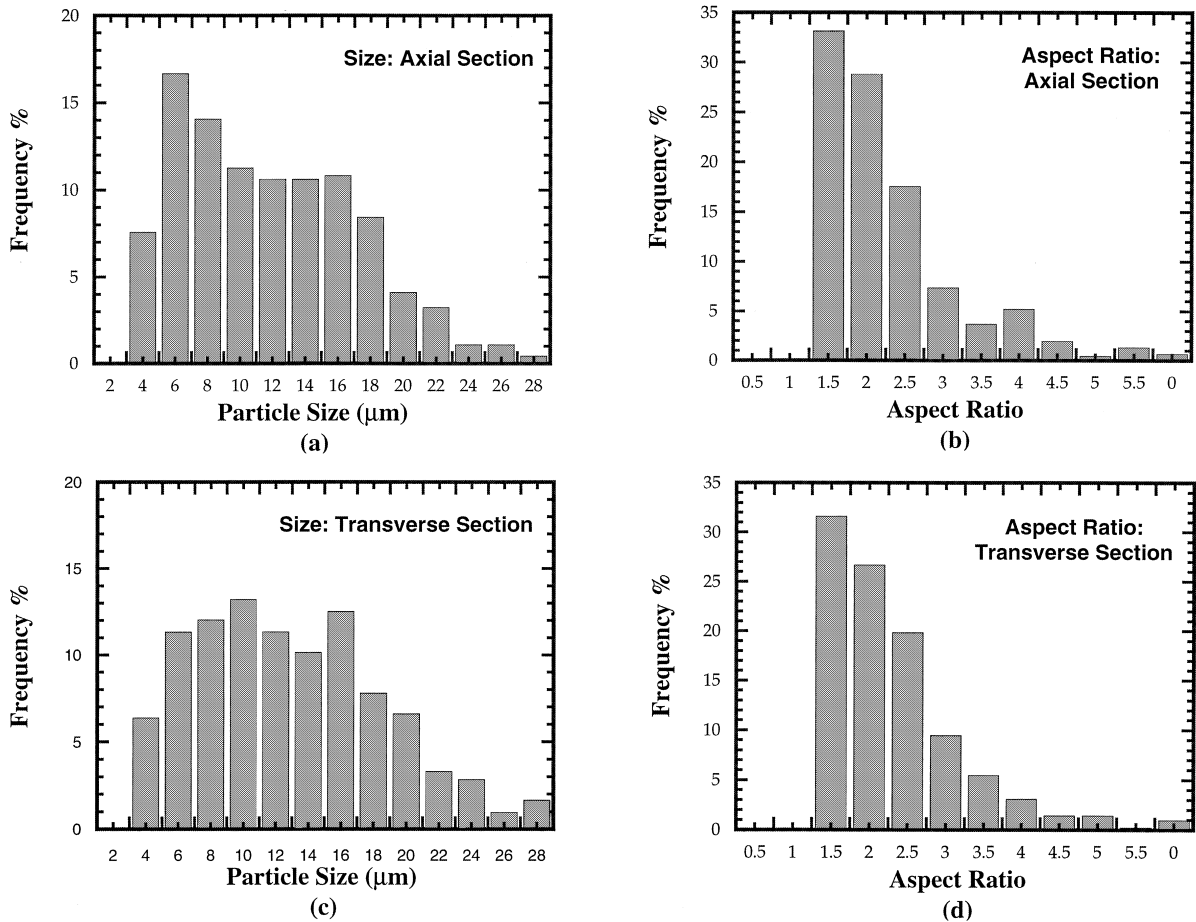 20
15
10
5
0
Frequency %
Size: Axial Section
2 4 6 8 10 12 14 16 18 20 22 24 26 28
Particle Size (μm)
(a)
35
30
25
20
15
10
5
0
Frequency %
Aspect Ratio:
Axial Section
0.5 1 1.5 2 2.5 3 3.5 4 4.5 5 5.5 0
Aspect Ratio
(b)
20
15
10
5
0
Frequency %
Size: Transverse Section
2 4 6 8 10 12 14 16 18 20 22 24 26 28
Particle Size (μm)
(c)
35
30
25
20
15
10
5
0
Frequency %
Aspect Ratio:
Transverse Section
0.5 1 1.5 2 2.5 3 3.5 4 4.5 5 5.5 0
Aspect Ratio
(d)